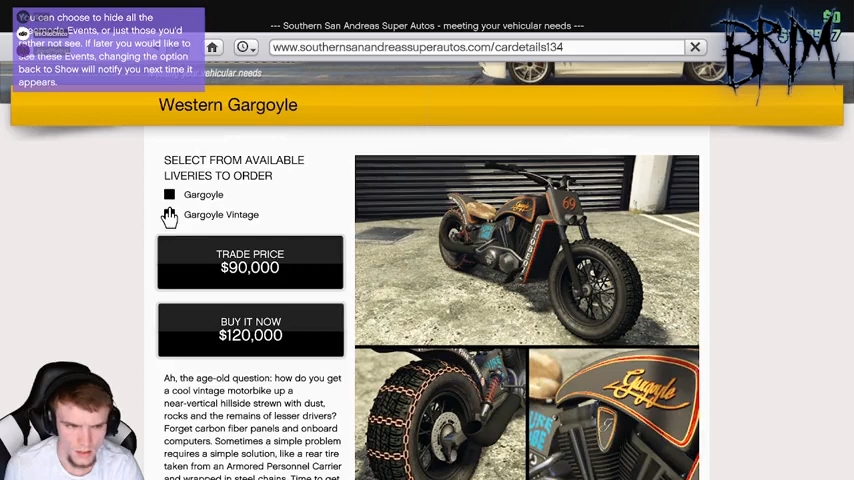 -- Southern San Andreas Super Autos - meeting your vehicular needs --
You can choose to hide all the
Events, or just those you'd
rather not see. If later you would like to
see these Events, changing the option
back to Show will notify you next time it
appears.
$0
www.southernsanandreassuperautos.com/cardetails134
BRIM
vehicular needs
Western Gargoyle
SELECT FROM AVAILABLE
LIVERIES TO ORDER
Gargoyle
Gargoyle Vintage
TRADE PRICE
$90,000
BUY IT NOW
$120,000
Ah, the age-old question: how do you get
a cool vintage motorbike up a
near-vertical hillside strewn with dust,
rocks and the remains of lesser drivers?
Forget carbon fiber panels and onboard
computers. Sometimes a simple problem
requires a simple solution, like a rear tire
taken from an Armored Personnel Carrier
and wrapped in steel chains. Time to get
Gargoyle
69
Gargoyle